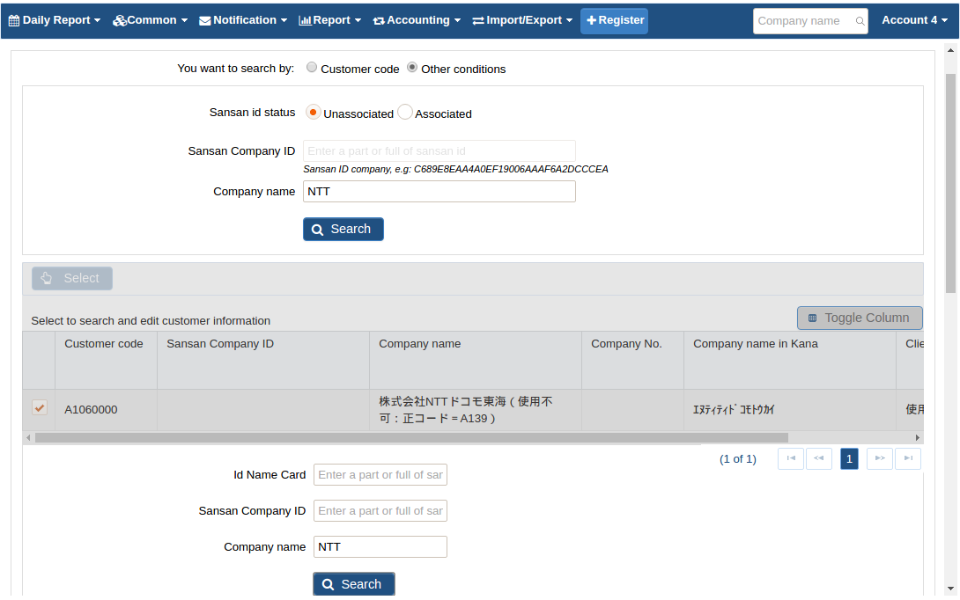 Daily Report Common Notification Report Accounting Import/Export Register Company name Account 4
You want to search by: Customer code Other conditions
Sansan id status Unassociated Associated
Sansan Company ID Enter a part or full of sansan id
Sansan ID company, e.g: C689E8EAA4A0EF19006AAAF6A2DCCCEA
Company name NTT
Search
Select
Select to search and edit customer information Toggle Column
Customer code Sansan Company ID Company name Company No. Company name in Kana Clie
A1060000 株式会社NTTドコモ東海(使用不 ｴﾇﾃｨﾃｨﾄﾞｺﾓﾄｳｶｲ 使用
可:正コード=A139)
(1 of 1) 1
Id Name Card Enter a part or full of sar
Sansan Company ID Enter a part or full of sar
Company name NTT
Search